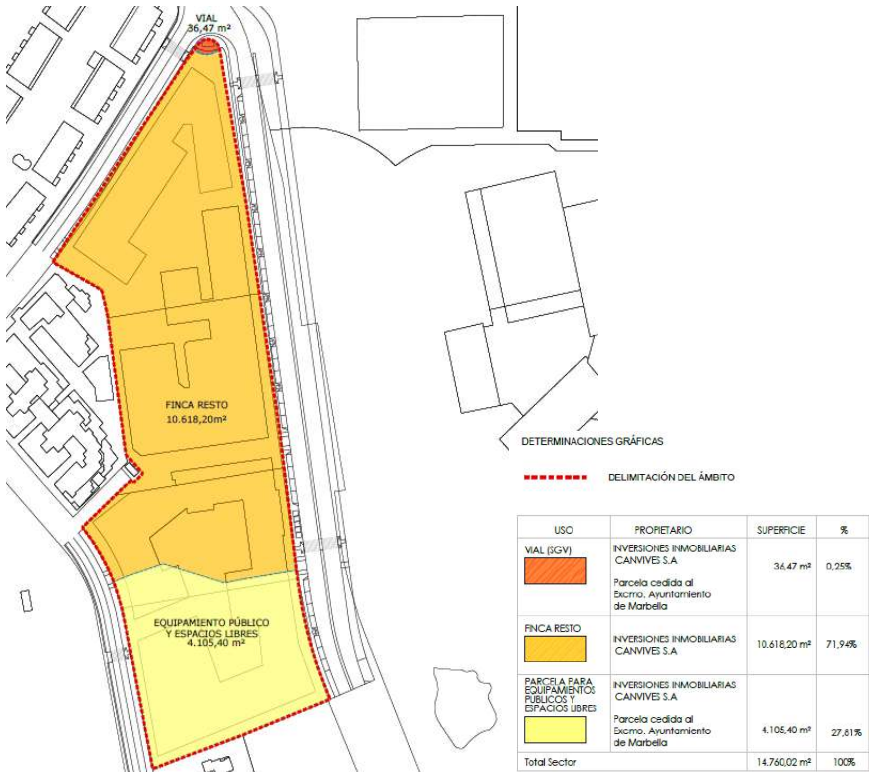 VIAL
36,47 m²
FINCA RESTO
10.618,20m²
EQUIPAMIENTO PÚBLICO
Y ESPACIOS LIBRES
4.105,40 m²
DETERMINACIONES GRÁFICAS
DELIMITACIÓN DEL ÁMBITO
USO PROPIETARIO SUPERFICIE %
VIAL (SGV)
INVERSIONES INMOBILIARIAS
CANVIVES S.A
Parcela cedida al
Excmo. Ayuntamiento
de Marbella
36,47 m² 0,25%
FINCA RESTO
INVERSIONES INMOBILIARIAS
CANVIVES S.A
10.618,20 m² 71,94%
PARCELA PARA
EQUIPAMIENTOS
PÚBLICOS Y
ESPACIOS LIBRES
INVERSIONES INMOBILIARIAS
CANVIVES S.A
Parcela cedida al
Excmo. Ayuntamiento
de Marbella
4.105,40 m² 27,81%
Total Sector 14.760,02 m² 100%